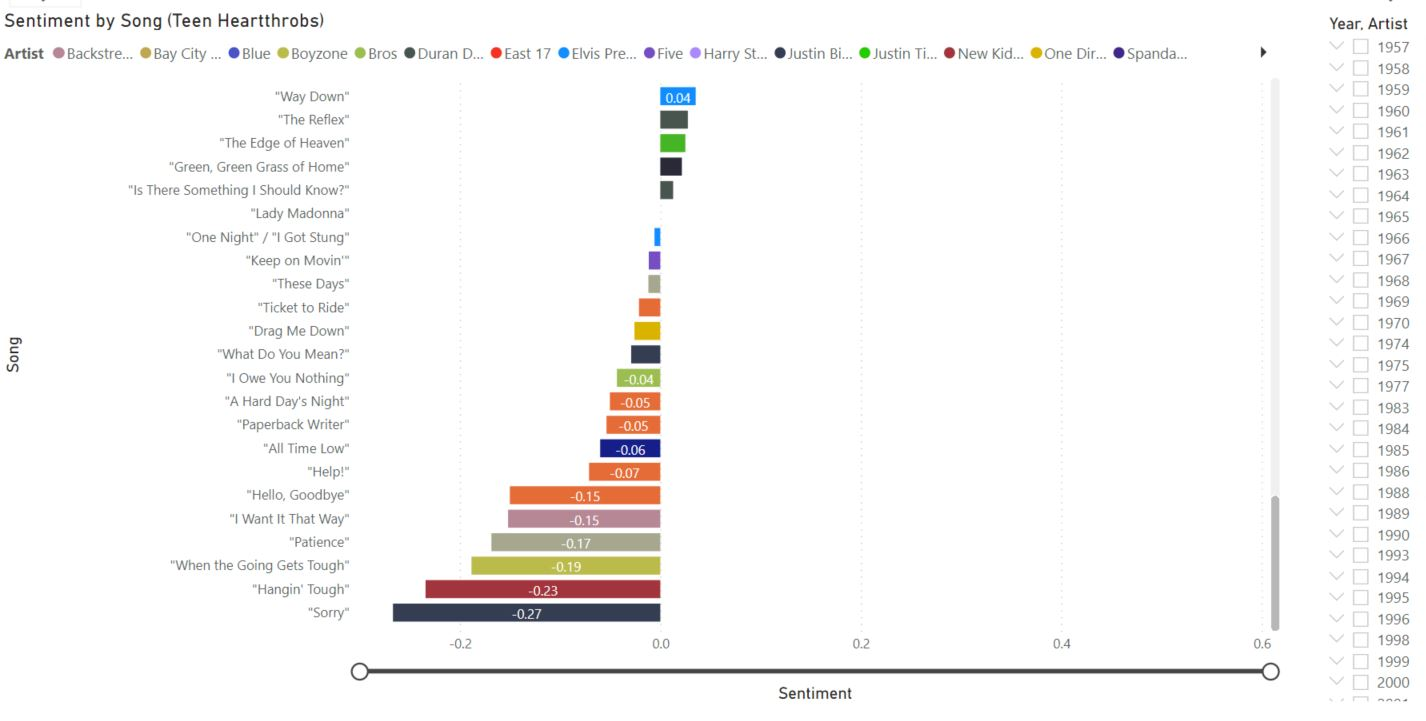 Sentiment by Song (Teen Heartthrobs)
Artist Backstre... Bay City ... Blue Boyzone Bros Duran D... East 17 Elvis Pre... Five Harry St... Justin Bi... Justin Ti... New Kid... One Dir... Spanda...
Song
"Way Down" 0.04
"The Reflex"
"The Edge of Heaven"
"Green, Green Grass of Home"
"Is There Something I Should Know?"
"Lady Madonna"
"One Night" / "I Got Stung"
"Keep on Movin'"
"These Days"
"Ticket to Ride"
"Drag Me Down"
"What Do You Mean?"
"I Owe You Nothing" -0.04
"A Hard Day's Night" -0.05
"Paperback Writer" -0.05
"All Time Low" -0.06
"Help!" -0.07
"Hello, Goodbye" -0.15
"I Want It That Way" -0.15
"Patience" -0.17
"When the Going Gets Tough" -0.19
"Hangin' Tough" -0.23
"Sorry" -0.27
-0.2 0.0 0.2 0.4 0.6
Sentiment
Year, Artist
1957
1958
1959
1960
1961
1962
1963
1964
1965
1966
1967
1968
1969
1970
1974
1975
1977
1983
1984
1985
1986
1988
1989
1990
1993
1994
1995
1996
1998
1999
2000